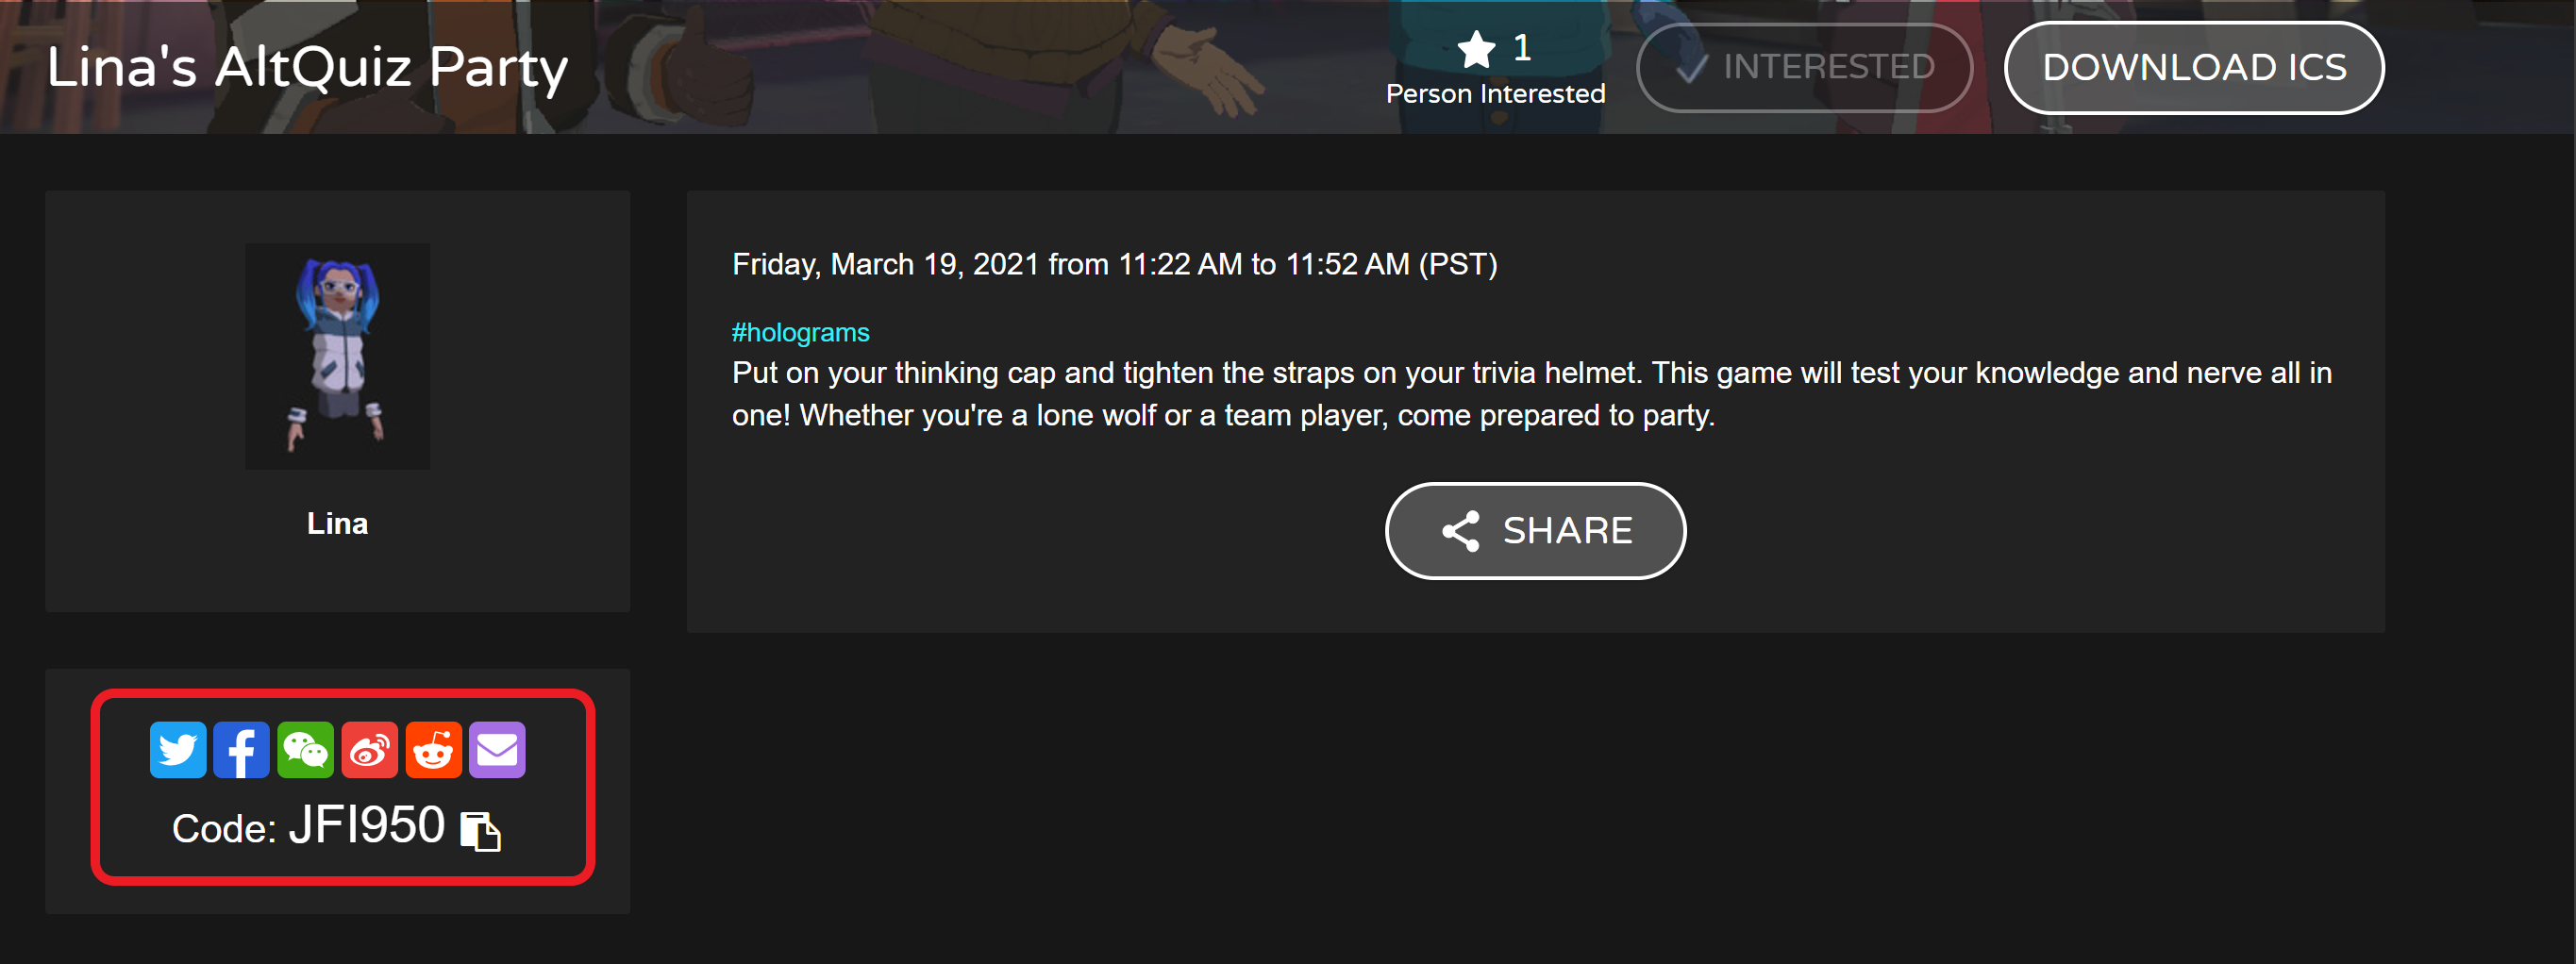 Lina's AltQuiz Party
1
Person Interested
INTERESTED
DOWNLOAD ICS
Lina
Friday, March 19, 2021 from 11:22 AM to 11:52 AM (PST)
#holograms
Put on your thinking cap and tighten the straps on your trivia helmet. This game will test your knowledge and nerve all in
one! Whether you're a lone wolf or a team player, come prepared to party.
SHARE
Code: JFI950